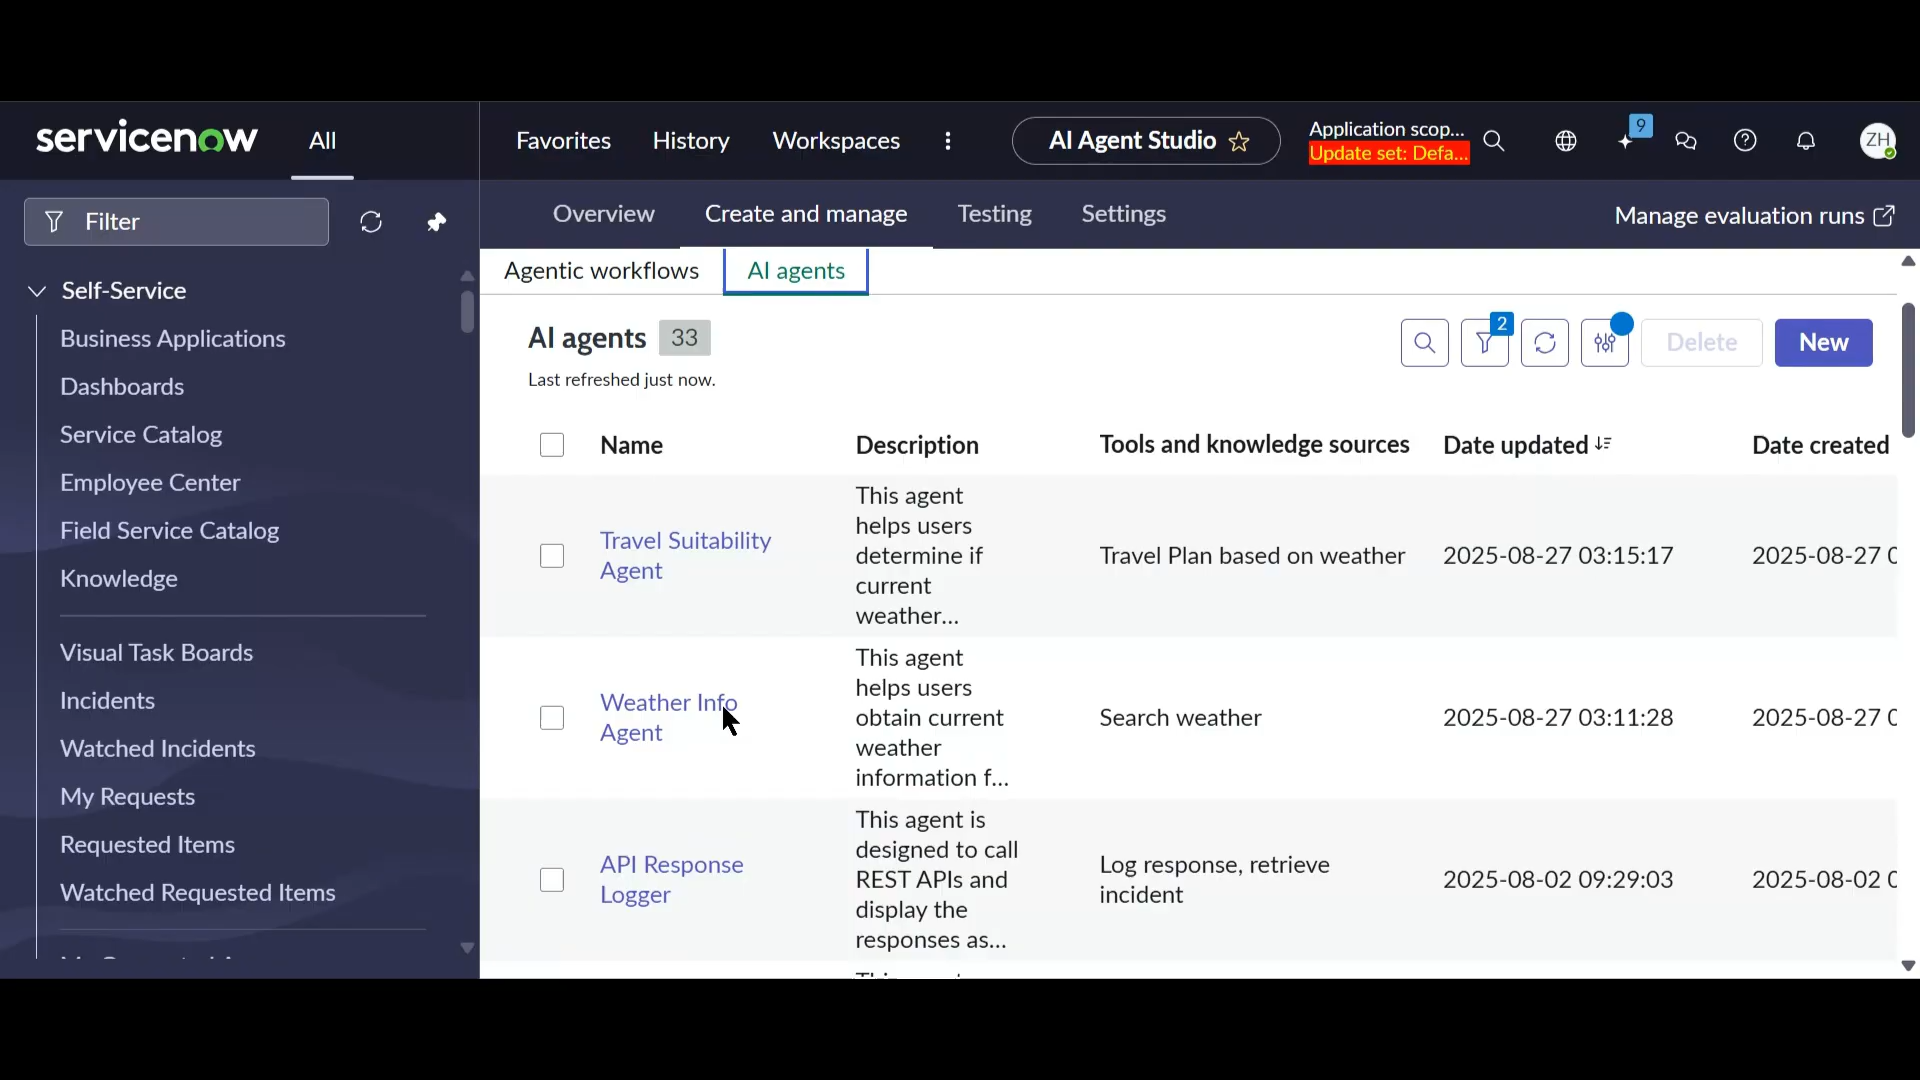 servicenow
All
Favorites
History
Workspaces
AI Agent Studio
Application scop...
Update set: Defa...
9
ZH
Filter
Overview
Create and manage
Testing
Settings
Manage evaluation runs
Self-Service
Business Applications
Dashboards
Service Catalog
Employee Center
Field Service Catalog
Knowledge
Visual Task Boards
Incidents
Watched Incidents
My Requests
Requested Items
Watched Requested Items
Agentic workflows
AI agents
AI agents 33
Last refreshed just now.
2
Delete
New
Name
Description
Tools and knowledge sources
Date updated
Date created
Travel Suitability
Agent
This agent
helps users
determine if
current
weather...
Travel Plan based on weather
2025-08-27 03:15:17
2025-08-27 0
Weather Info
Agent
This agent
helps users
obtain current
weather
information f...
Search weather
2025-08-27 03:11:28
2025-08-27 0
API Response
Logger
This agent is
designed to call
REST APIs and
display the
responses as...
Log response, retrieve
incident
2025-08-02 09:29:03
2025-08-02 0